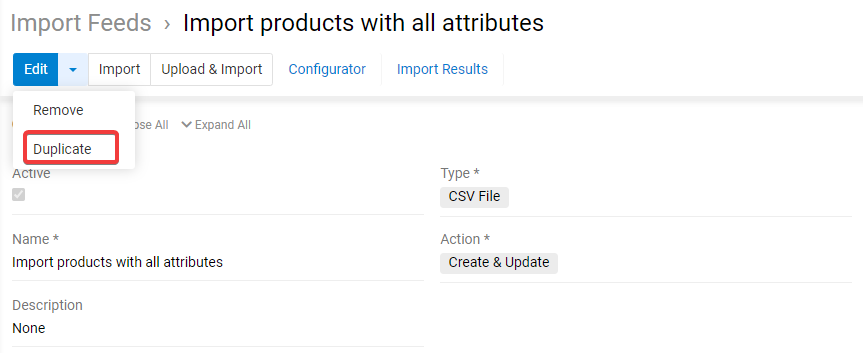 Import Feeds › Import products with all attributes
Edit Import Upload & Import Configurator Import Results
Remove
Duplicate
ose All Expand All
Active
Type *
CSV File
Name *
Import products with all attributes
Action *
Create & Update
Description
None